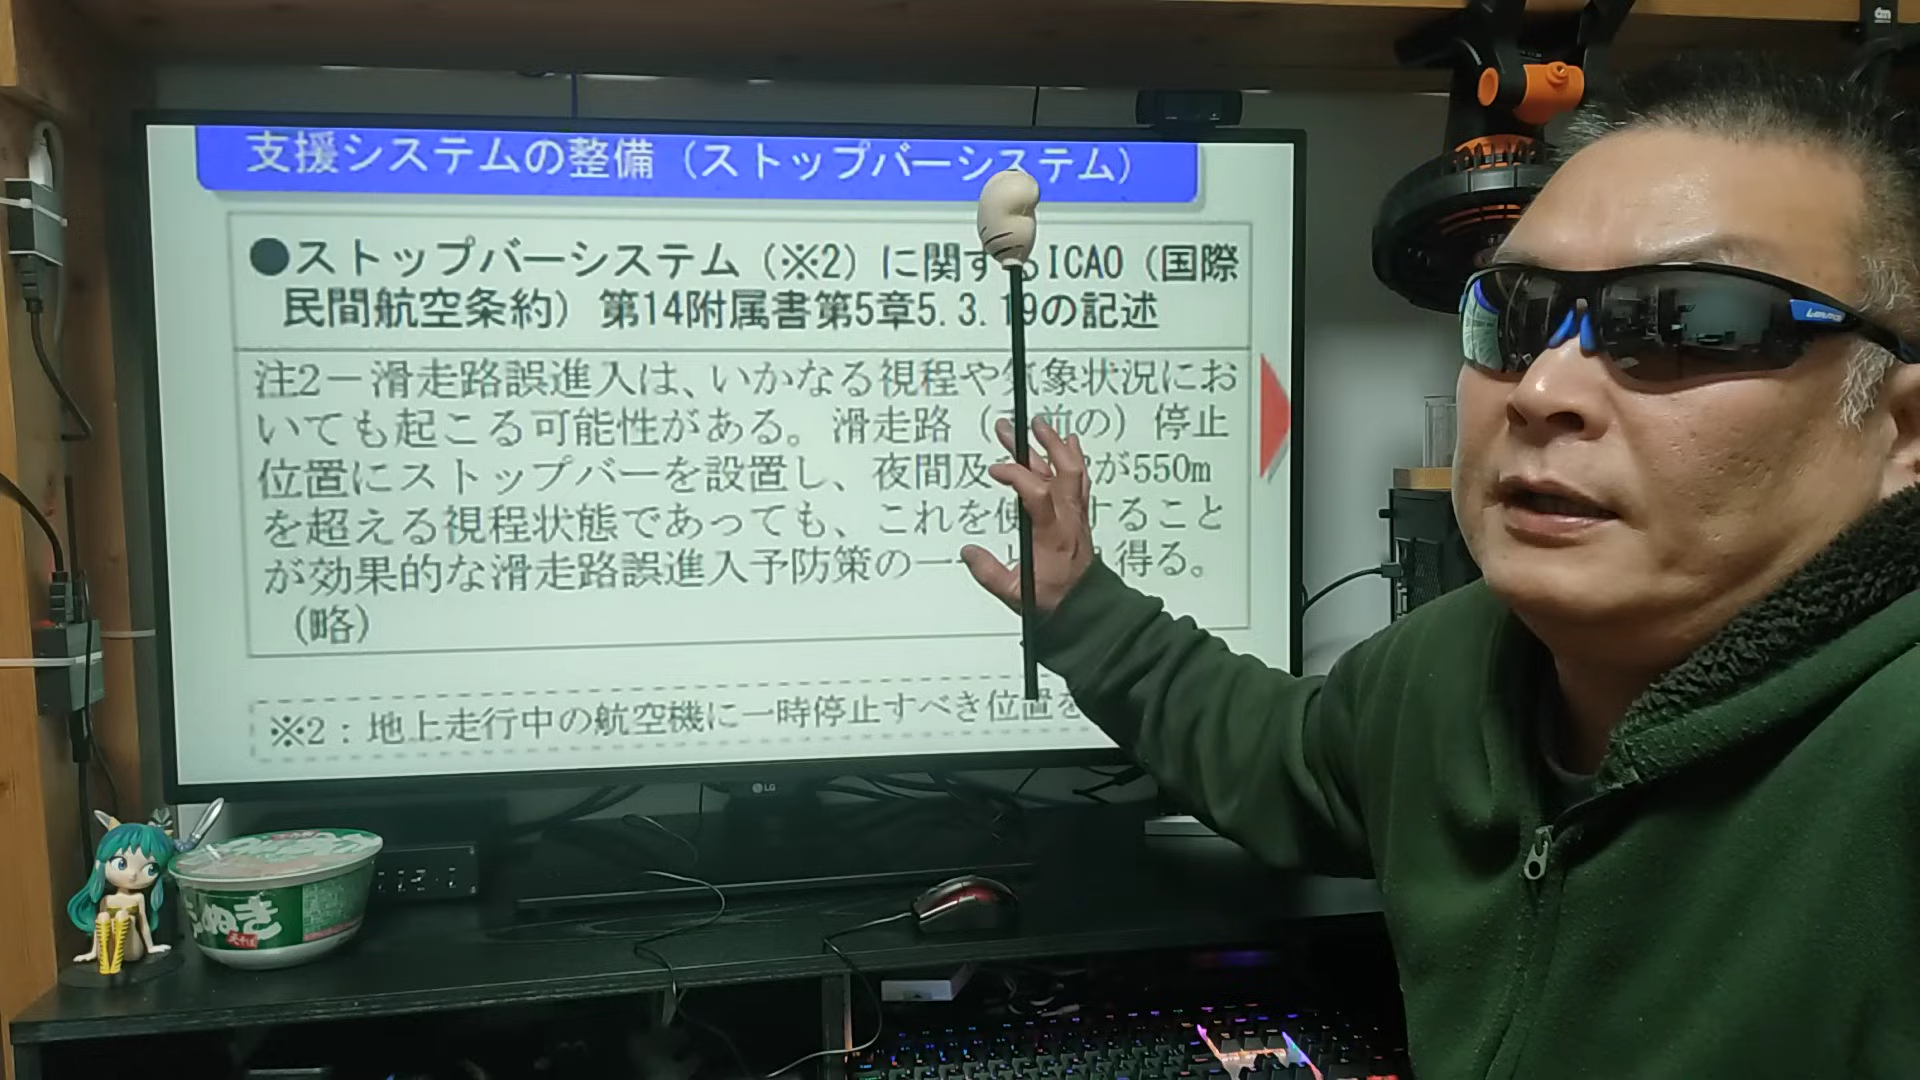 支援システムの整備（ストップバーシステム）
●ストップバーシステム（※2）に関す ICAO（国際
民間航空条約）第14附属書第5章5.3.19の記述
注2－滑走路誤進入は、いかなる視程や気象状況にお
いても起こる可能性がある。滑走路（ 前の）停止
位置にストップバーを設置し、夜間及 が550m
を超える視程状態であっても、これを使 すること
が効果的な滑走路誤進入予防策の一 得る。
（略）
※2：地上走行中の航空機に一時停止すべき位置を
LG
ぬき